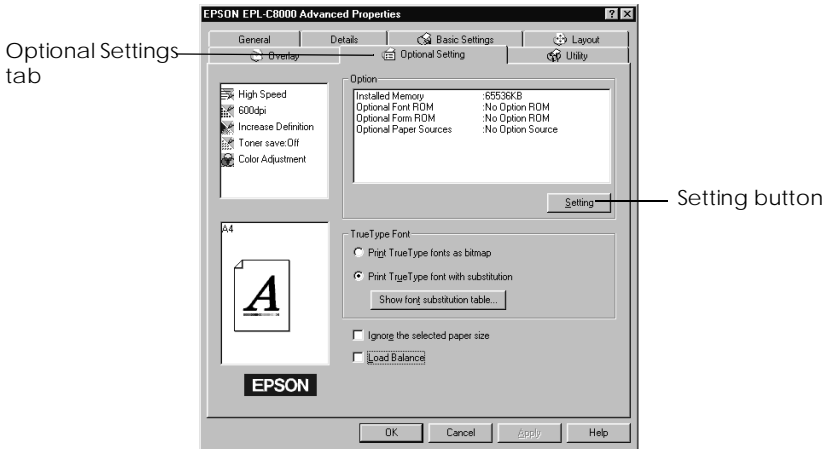 EPSON EPL-C8000 Advanced Properties
General Details Basic Settings Layout
Overlay Optional Setting Utility
Optional Settings
tab
High Speed
600dpi
Increase Definition
Toner save:Off
Color Adjustment
Option
Installed Memory :65536KB
Optional Font ROM :No Option ROM
Optional Form ROM :No Option ROM
Optional Paper Sources :No Option Source
Setting
Setting button
A4
A
TrueType Font
Print TrueType fonts as bitmap
Print TrueType font with substitution
Show font substitution table...
Ignore the selected paper size
Load Balance
EPSON
OK Cancel Apply Help